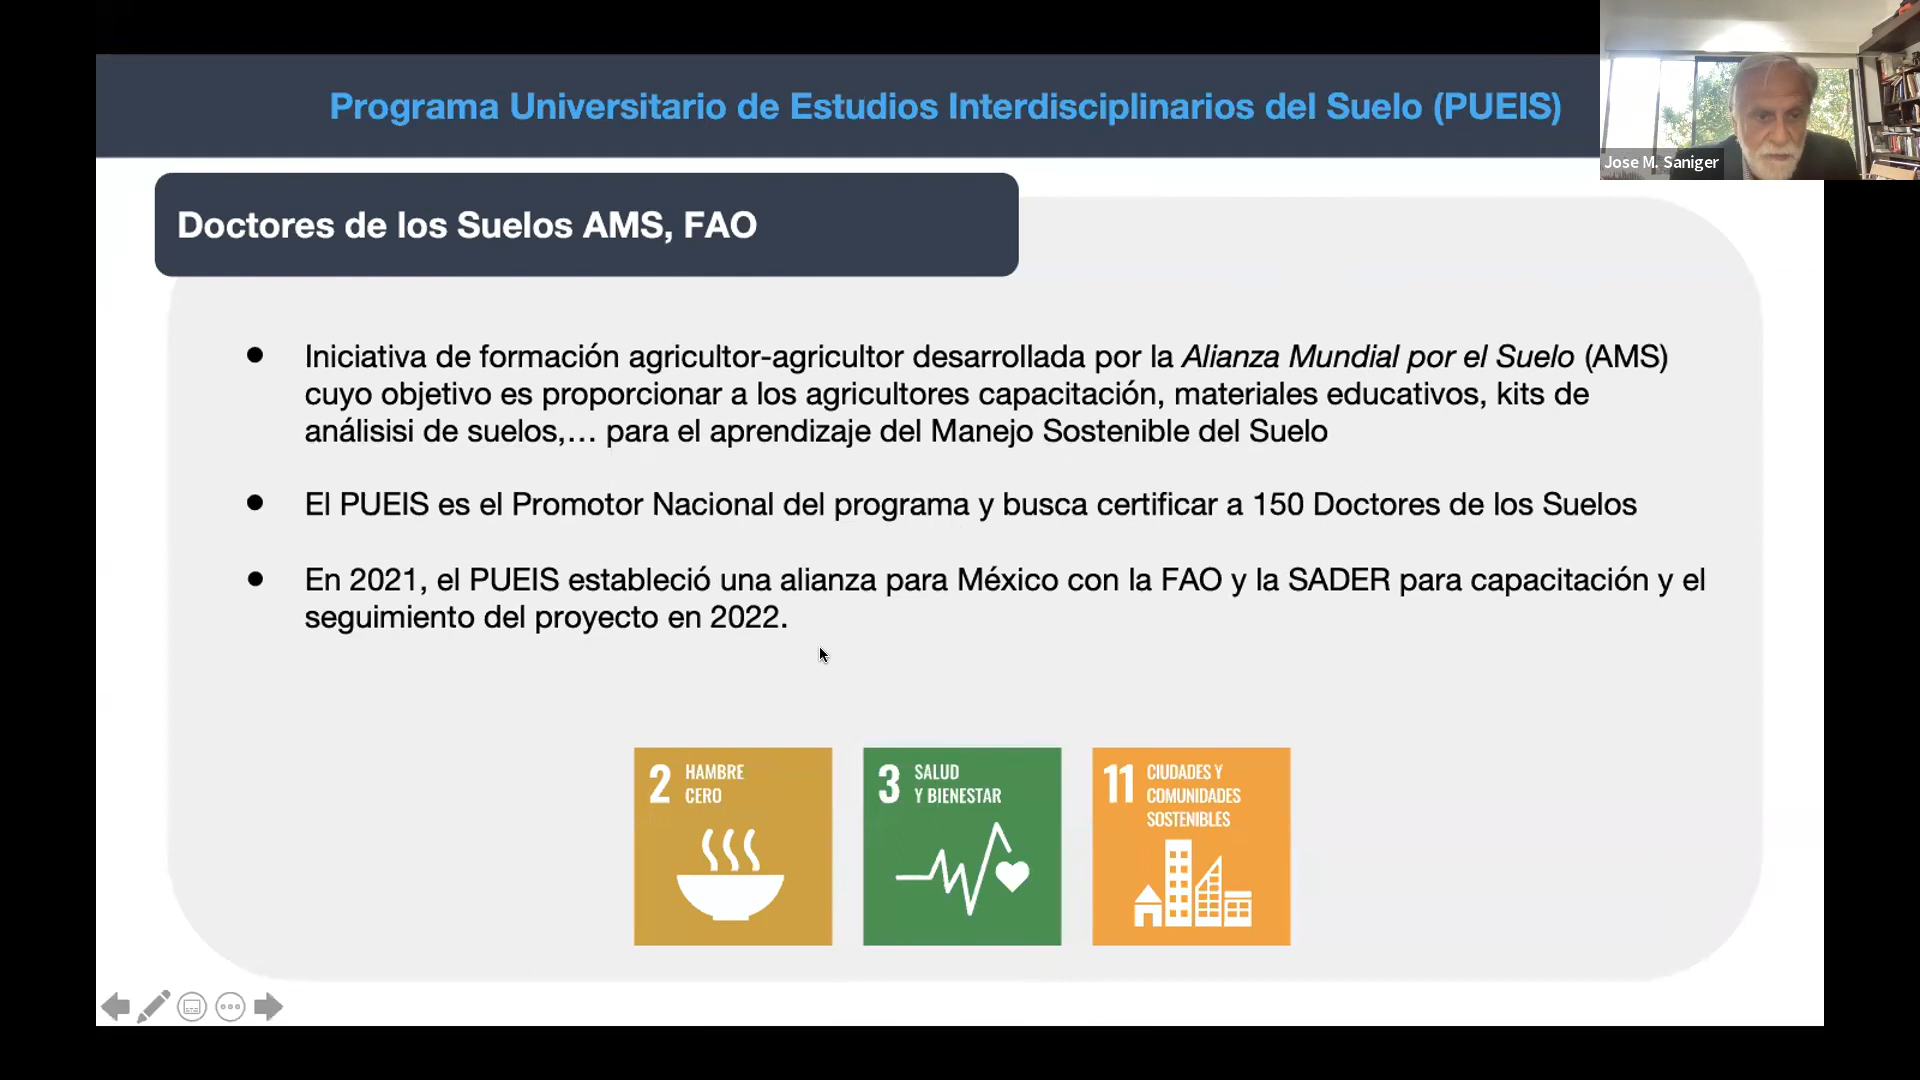 Programa Universitario de Estudios Interdisciplinarios del Suelo (PUEIS)
Jose M. Saniger
Doctores de los Suelos AMS, FAO
● Iniciativa de formación agricultor-agricultor desarrollada por la Alianza Mundial por el Suelo (AMS)
cuyo objetivo es proporcionar a los agricultores capacitación, materiales educativos, kits de
análisisi de suelos,… para el aprendizaje del Manejo Sostenible del Suelo
● El PUEIS es el Promotor Nacional del programa y busca certificar a 150 Doctores de los Suelos
● En 2021, el PUEIS estableció una alianza para México con la FAO y la SADER para capacitación y el
seguimiento del proyecto en 2022.
2 HAMBRE
CERO
3 SALUD
Y BIENESTAR
11 CIUDADES Y
COMUNIDADES
SOSTENIBLES